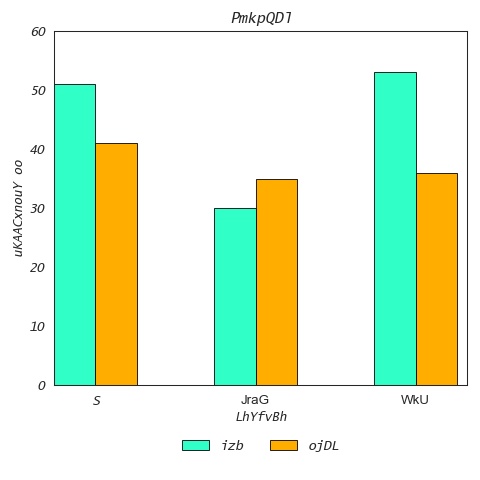 PmkpQDl
60
50
40
30
20
10
0
uKAACxnouY oo
S JraG WkU
LhYfvBh
izb ojDL